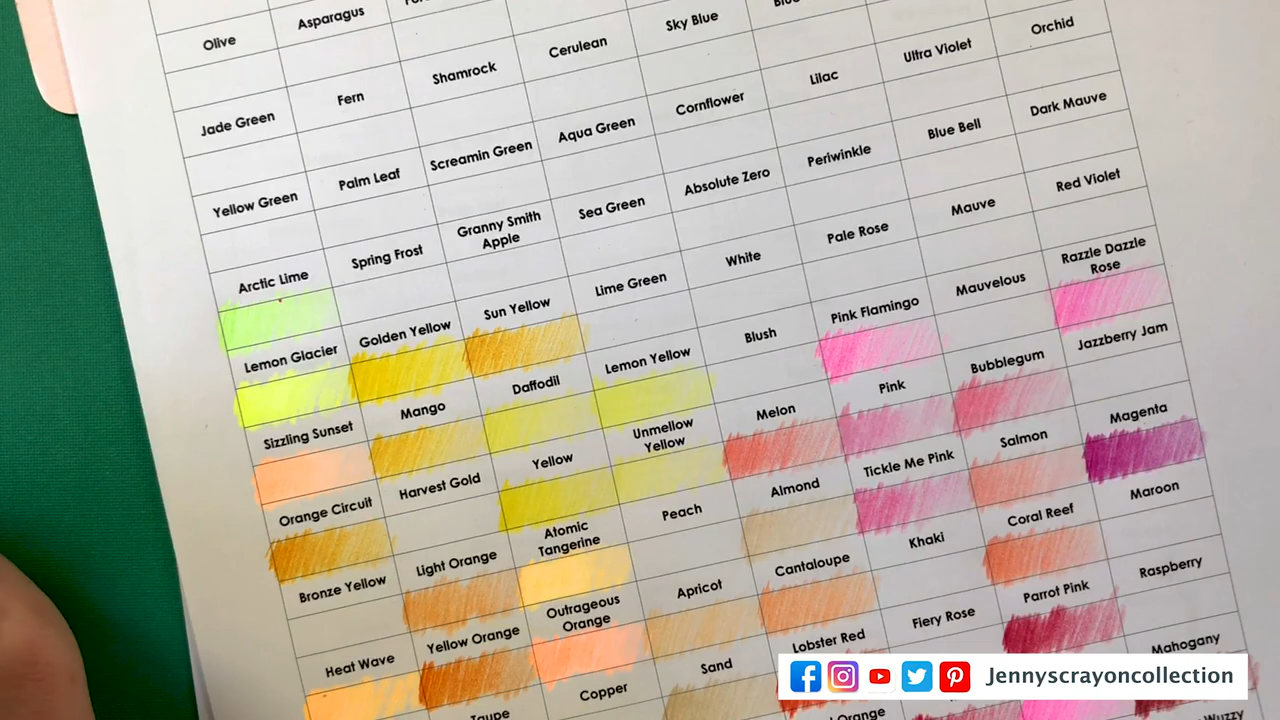 Olive
Asparagus
Cerulean
Sky Blue
Orchid
Jade Green
Fern
Shamrock
Cornflower
Lilac
Ultra Violet
Yellow Green
Palm Leaf
Screamin Green
Aqua Green
Absolute Zero
Periwinkle
Blue Bell
Dark Mauve
Arctic Lime
Spring Frost
Granny Smith
Apple
Sea Green
White
Pale Rose
Mauve
Red Violet
Lemon Glacier
Golden Yellow
Sun Yellow
Lime Green
Blush
Pink Flamingo
Mauvelous
Razzle Dazzle
Rose
Sizzling Sunset
Mango
Daffodil
Lemon Yellow
Melon
Pink
Bubblegum
Jazzberry Jam
Orange Circuit
Harvest Gold
Yellow
Unmellow
Yellow
Almond
Tickle Me Pink
Salmon
Magenta
Bronze Yellow
Light Orange
Atomic
Tangerine
Peach
Cantaloupe
Khaki
Coral Reef
Maroon
Heat Wave
Yellow Orange
Outrageous
Orange
Apricot
Lobster Red
Fiery Rose
Parrot Pink
Raspberry
Taupe
Copper
Sand
Orange
Mahogany
Jennyscrayoncollection